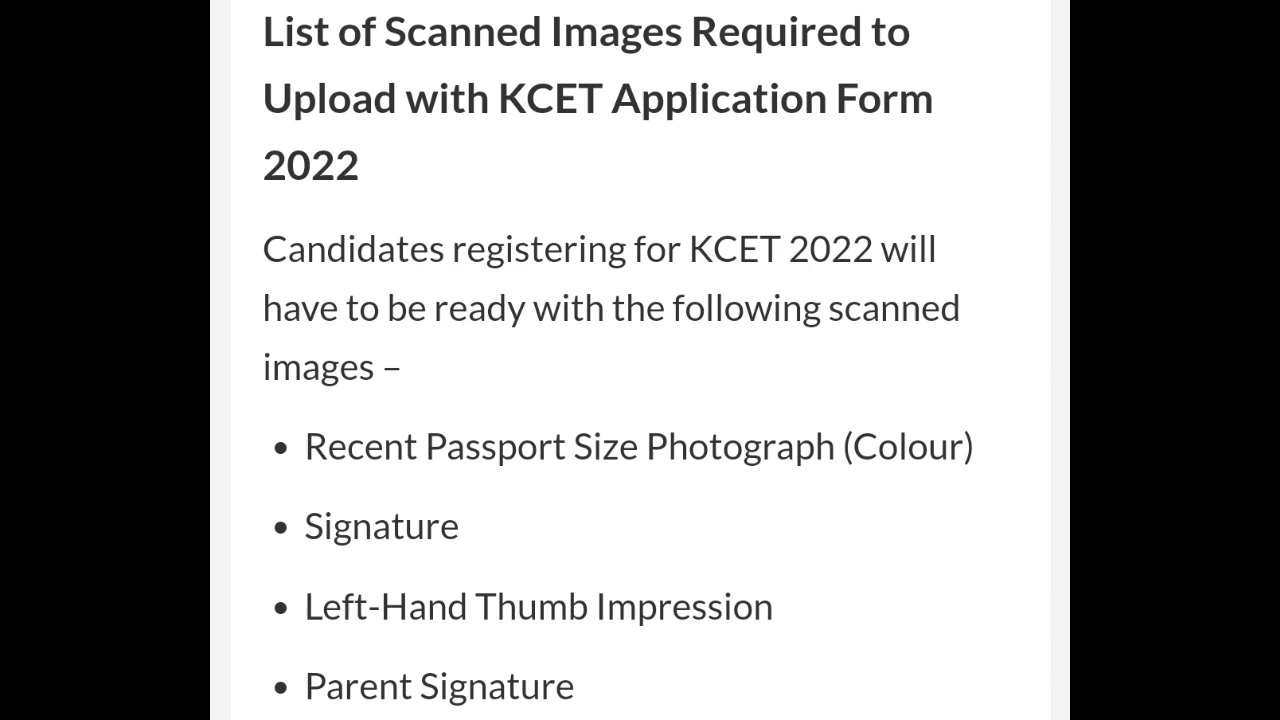 List of Scanned Images Required to
Upload with KCET Application Form
2022
Candidates registering for KCET 2022 will
have to be ready with the following scanned
images –
• Recent Passport Size Photograph (Colour)
• Signature
• Left-Hand Thumb Impression
• Parent Signature